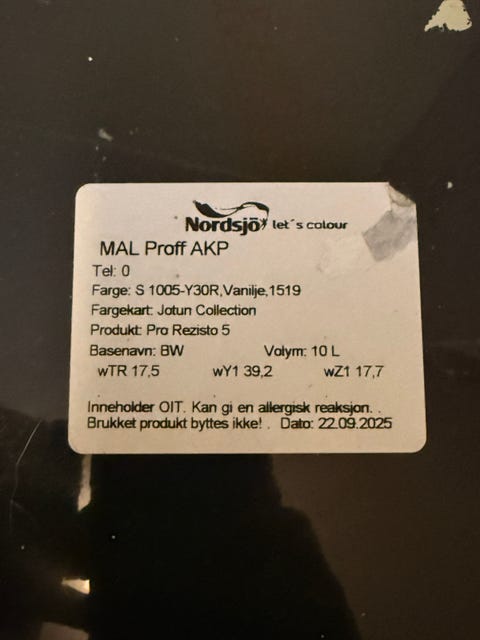 Nordsjö let´s colour
MAL Proff AKP
Tel: 0
Farge: S 1005-Y30R,Vanilje,1519
Fargekart: Jotun Collection
Produkt: Pro Rezisto 5
Basenavn: BW Volym: 10 L
wTR 17,5 wY1 39,2 wZ1 17,7
Inneholder OIT. Kan gi en allergisk reaksjon. .
Brukket produkt byttes ikke! . Dato: 22.09.2025